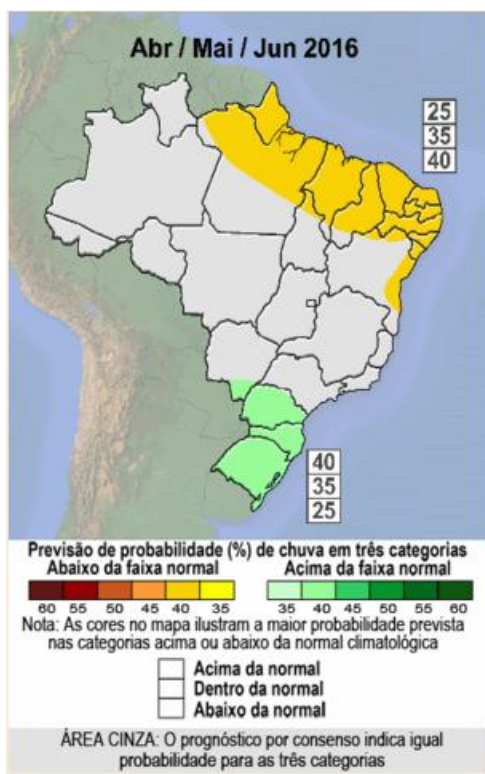 Abr / Mai / Jun 2016
25
35
40
40
35
25
Previsão de probabilidade (%) de chuva em três categorias
Abaixo da faixa normal Acima da faixa normal
60 55 50 45 40 35 35 40 45 50 55 60
Nota: As cores no mapa ilustram a maior probabilidade prevista
nas categorias acima ou abaixo da normal climatológica
Acima da normal
Dentro da normal
Abaixo da normal
ÁREA CINZA: O prognóstico por consenso indica igual
probabilidade para as três categorias